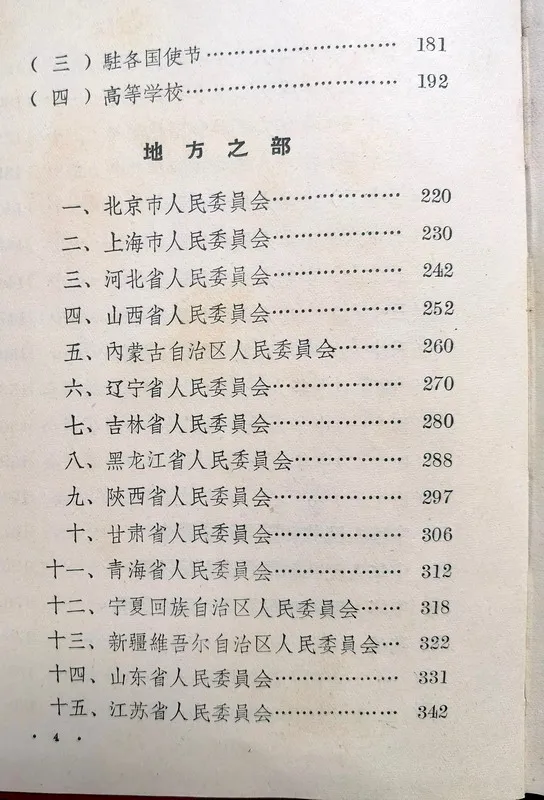 (三)駐各国使节……………………… 181
(四)高等学校……………………… 192
地方之部
一、北京市人民委員会……………… 220
二、上海市人民委員会……………… 230
三、河北省人民委員会……………… 242
四、山西省人民委員会……………… 252
五、內蒙古自治区人民委員会……… 260
六、辽宁省人民委員会……………… 270
七、吉林省人民委員会……………… 280
八、黑龙江省人民委員会…………… 288
九、陝西省人民委員会……………… 297
十、甘肃省人民委員会……………… 306
十一、青海省人民委員会……………… 312
十二、宁夏回族自治区人民委員会…… 318
十三、新疆維吾尔自治区人民委員会… 322
十四、山东省人民委員会……………… 331
十五、江苏省人民委員会……………… 342
· 4 ·